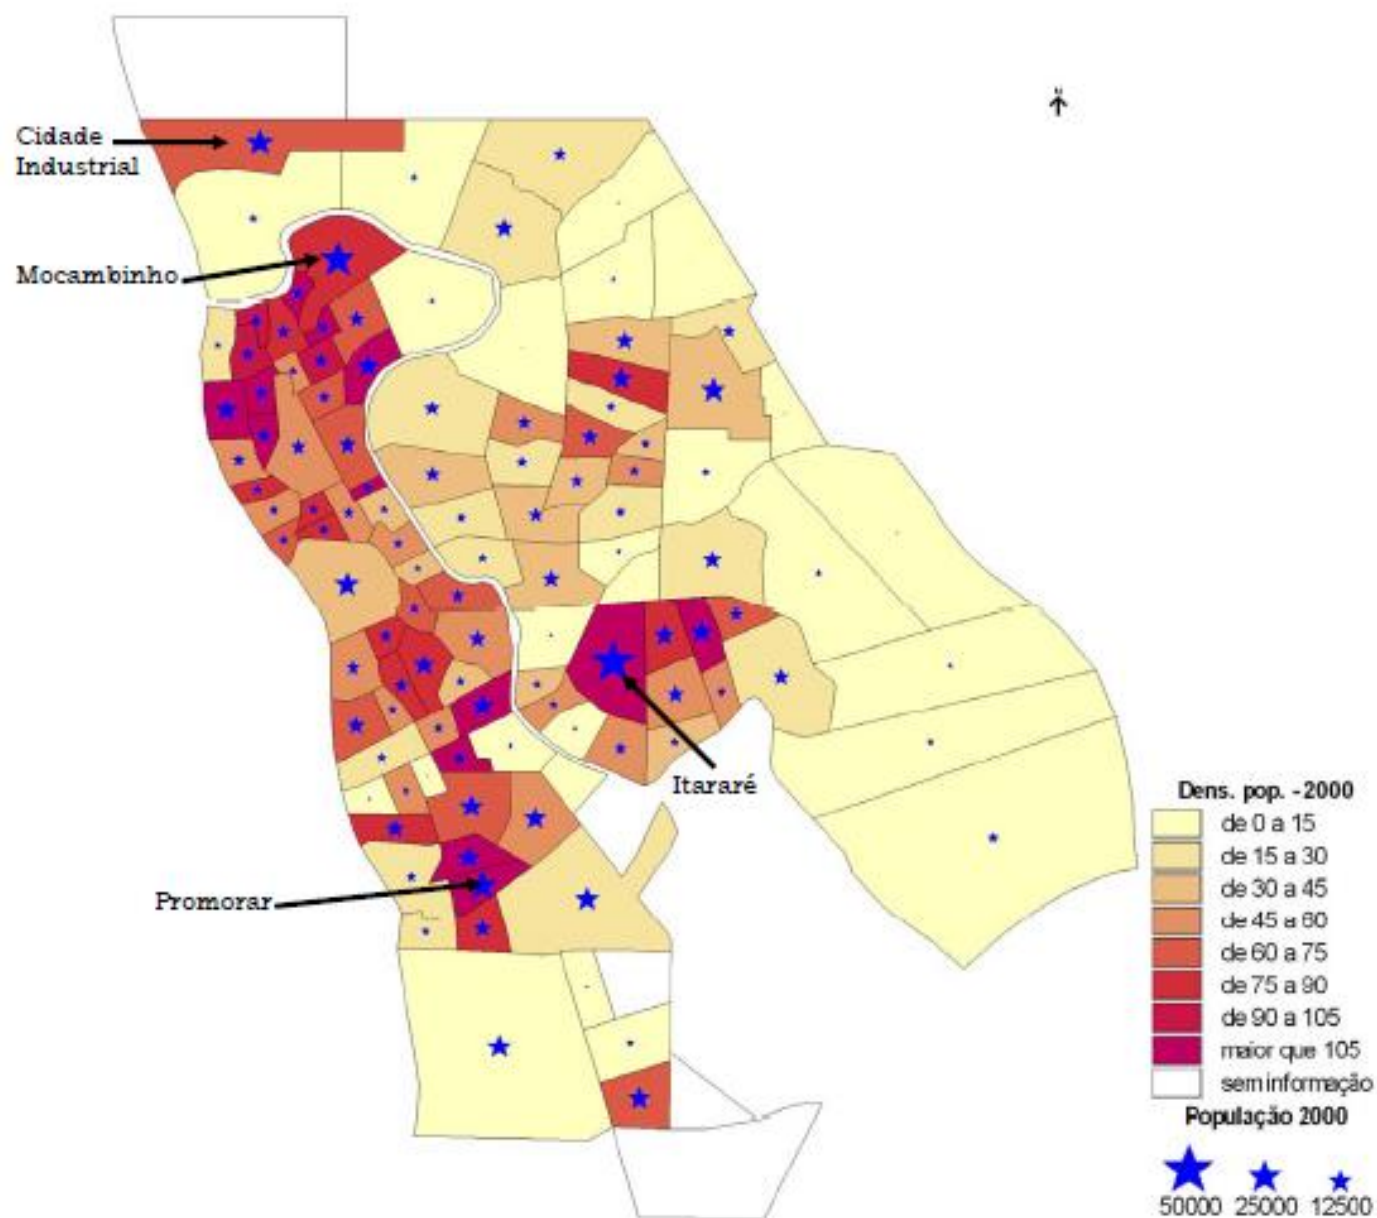 N
Cidade
Industrial
Mocambinho
Itararé
Promorar
Dens. pop. - 2000
de 0 a 15
de 15 a 30
de 30 a 45
de 45 a 60
de 60 a 75
de 75 a 90
de 90 a 105
maior que 105
sem informação
População 2000
50000 25000 12500